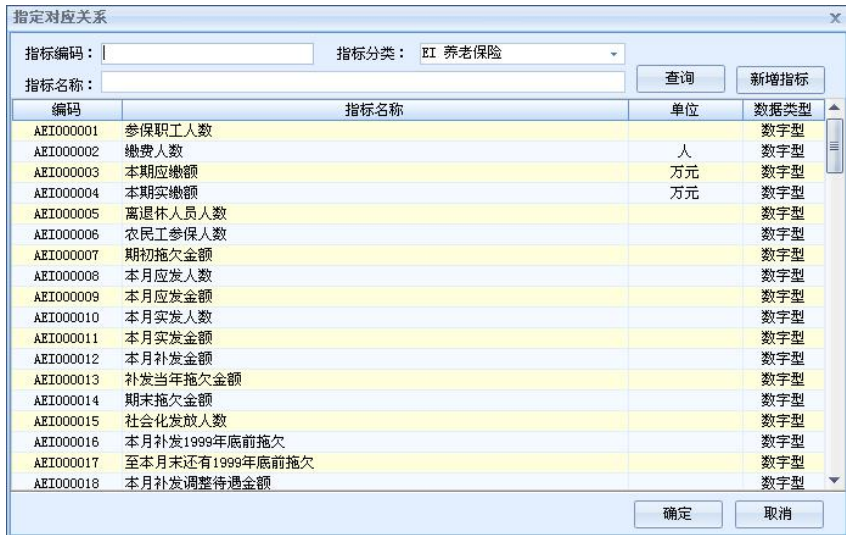 指定对应关系
指标编码： 指标分类： EI 养老保险
指标名称： 查询 新增指标
编码 指标名称 单位 数据类型
AEI000001 参保职工人数 数字型
AEI000002 缴费人数 人 数字型
AEI000003 本期应缴额 万元 数字型
AEI000004 本期实缴额 万元 数字型
AEI000005 离退休人员人数 数字型
AEI000006 农民工参保人数 数字型
AEI000007 期初拖欠金额 数字型
AEI000008 本月应发人数 数字型
AEI000009 本月应发金额 数字型
AEI000010 本月实发人数 数字型
AEI000011 本月实发金额 数字型
AEI000012 本月补发金额 数字型
AEI000013 补发当年拖欠金额 数字型
AEI000014 期末拖欠金额 数字型
AEI000015 社会化发放人数 数字型
AEI000016 本月补发1999年底前拖欠 数字型
AEI000017 至本月末还有1999年底前拖欠 数字型
AEI000018 本月补发调整待遇金额 数字型
确定 取消